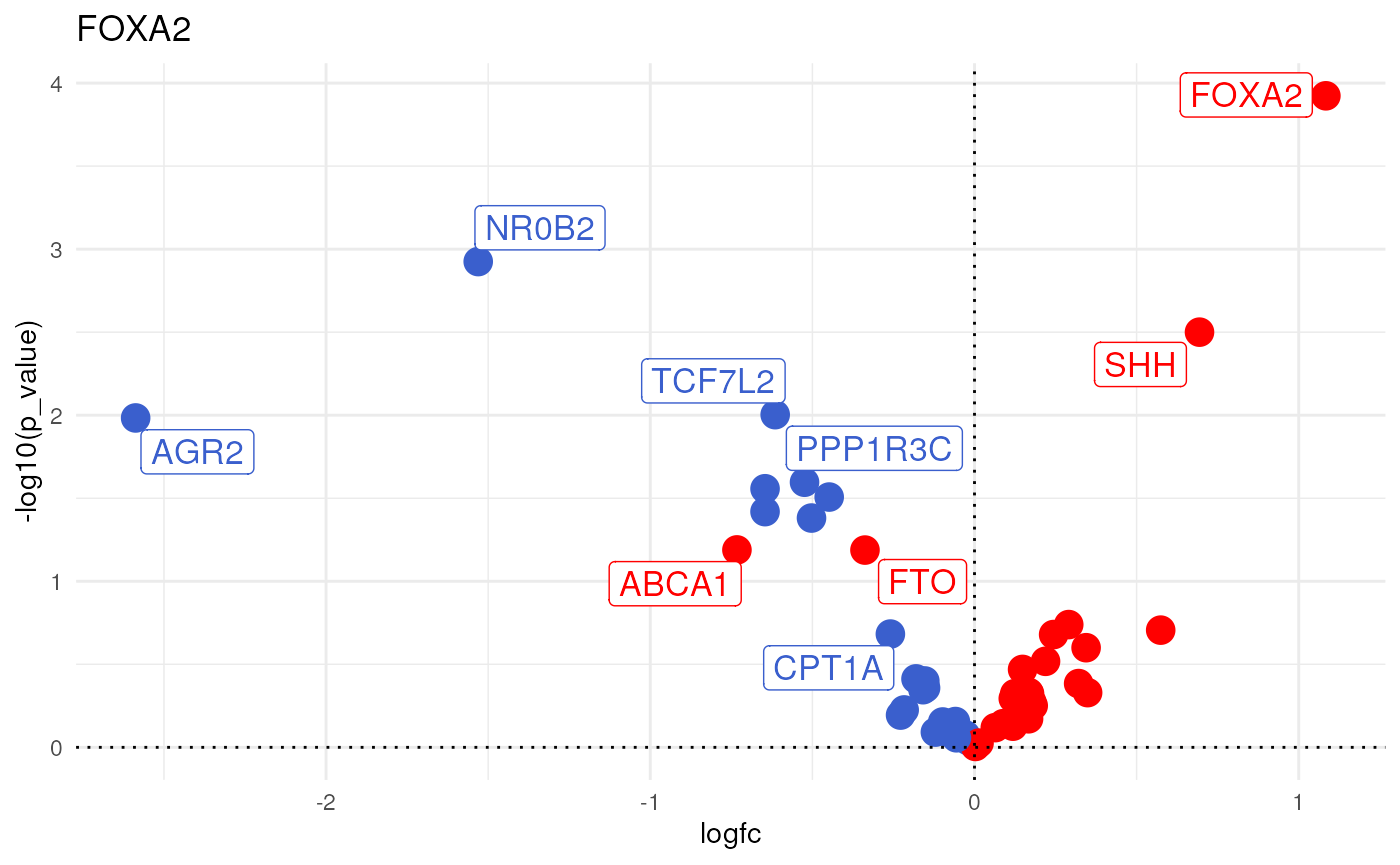 FOXA2
4
3
2
1
0
-log10(p_value)
FOXA2
NR0B2
SHH
TCF7L2
AGR2
PPP1R3C
ABCA1
FTO
CPT1A
-2
-1
0
1
logfc